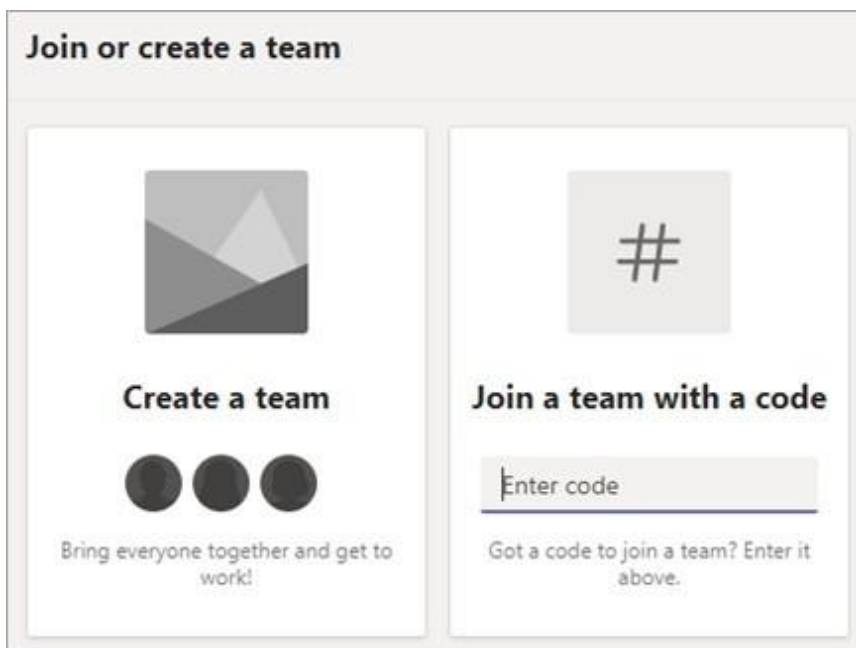 Join or create a team
Create a team
Bring everyone together and get to
work!
#
Join a team with a code
Enter code
Got a code to join a team? Enter it
above.